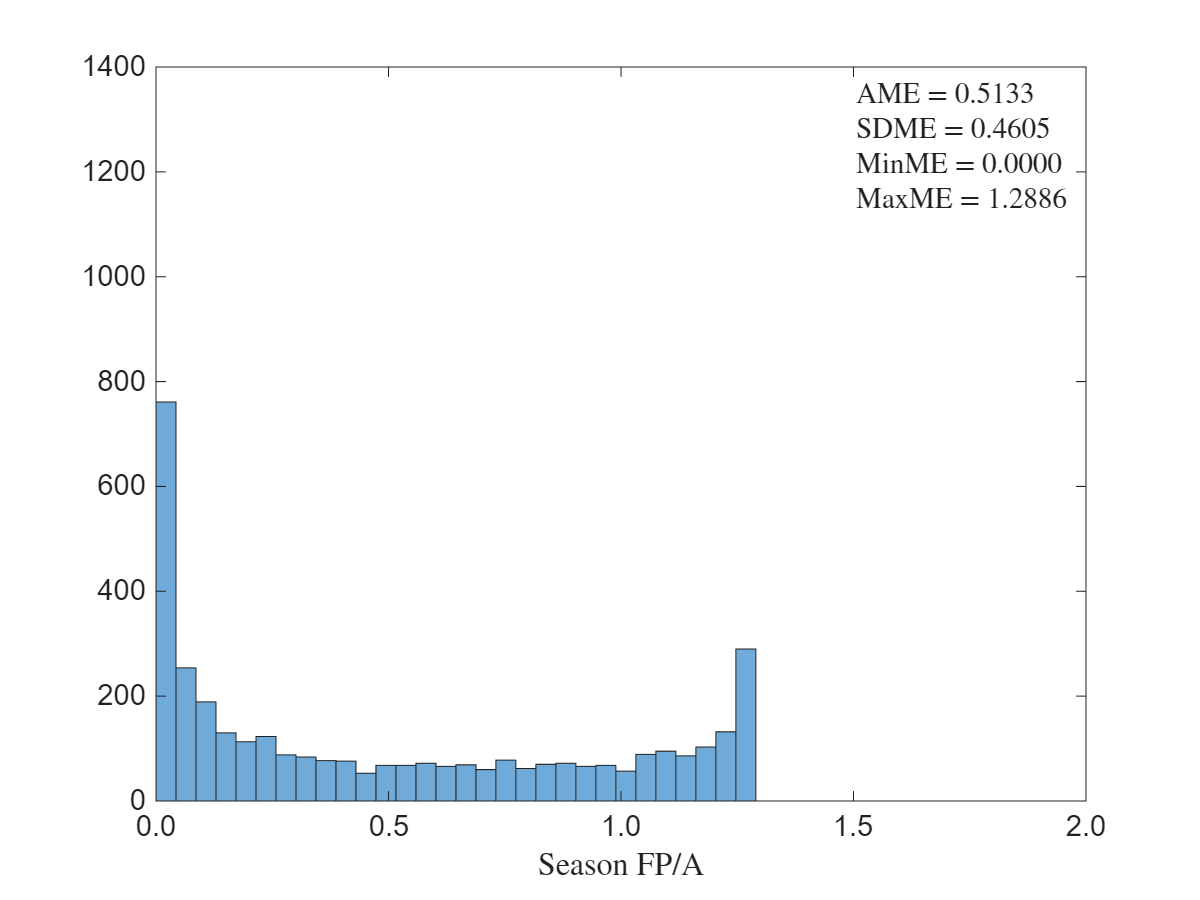 1400
1200
1000
800
600
400
200
0
AME = 0.5133
SDME = 0.4605
MinME = 0.0000
MaxME = 1.2886
0.0 0.5 1.0 1.5 2.0
Season FP/A